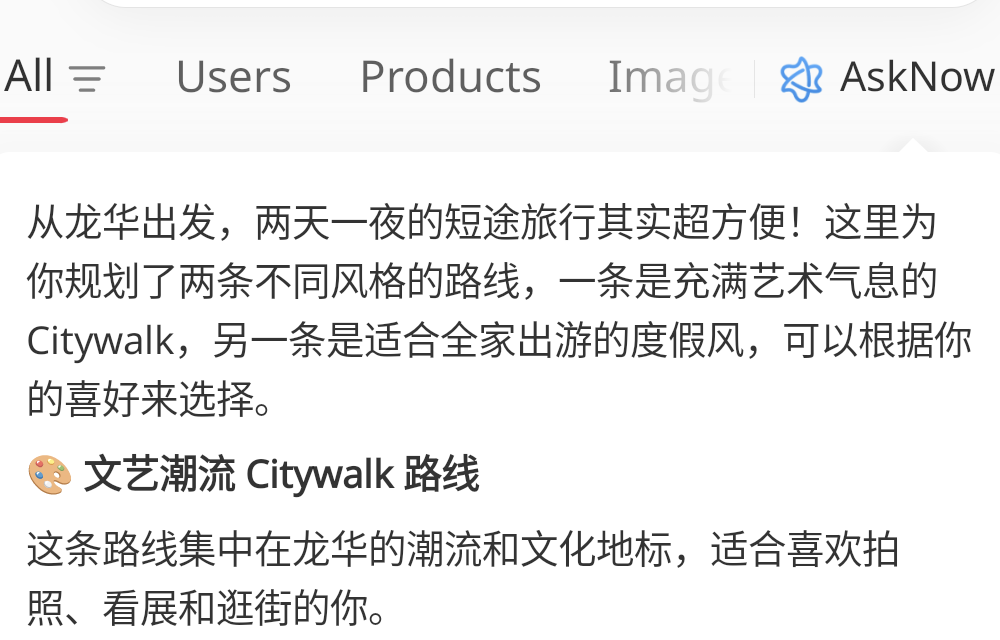 All Users Products Image AskNow
从龙华出发，两天一夜的短途旅行其实超方便！这里为
你规划了两条不同风格的路线，一条是充满艺术气息的
Citywalk，另一条是适合全家出游的度假风，可以根据你
的喜好来选择。
🎨 文艺潮流 Citywalk 路线
这条路线集中在龙华的潮流和文化地标，适合喜欢拍
照、看展和逛街的你。